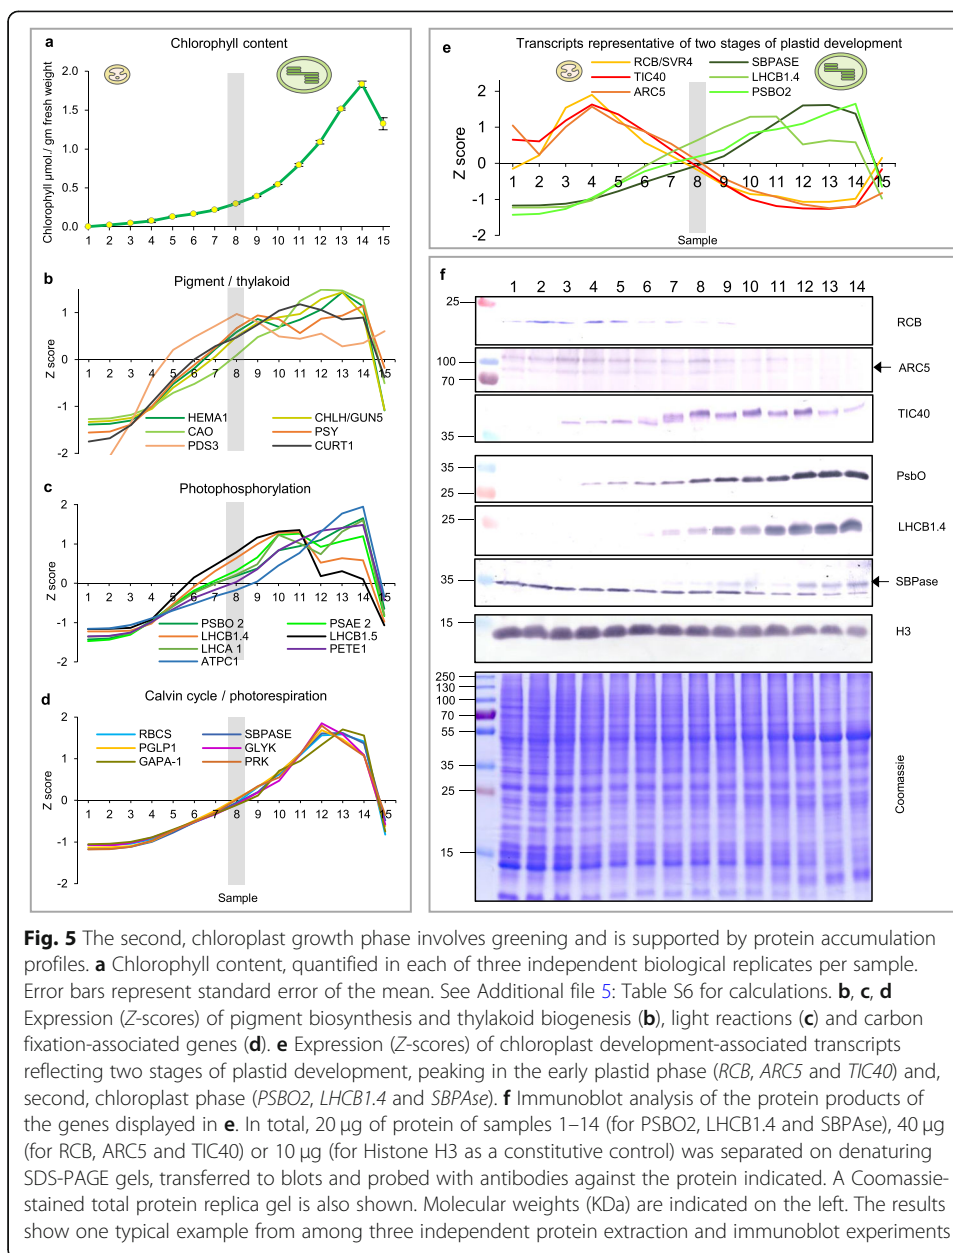 a
Chlorophyll content
Chlorophyll µmol./ gm fresh weight
2.0
1.5
1.0
0.5
0.0
1 2 3 4 5 6 7 8 9 10 11 12 13 14 15
b
Pigment / thylakoid
Z score
1
0
-1
-2
1 2 3 4 5 6 7 8 9 10 11 12 13 14 15
HEMA1 CHLH/GUN5
CAO PSY
PDS3 CURT1
c
Photophosphorylation
Z score
2
1
0
-1
-2
1 2 3 4 5 6 7 8 9 10 11 12 13 14 15
PSBO 2 PSAE 2
LHCB1.4 LHCB1.5
LHCA 1 PETE1
ATPC1
d
Calvin cycle / photorespiration
RBCS SBPASE
PGLP1 GLYK
GAPA-1 PRK
Z score
2
1
0
-1
-2
1 2 3 4 5 6 7 8 9 10 11 12 13 14 15
Sample
e
Transcripts representative of two stages of plastid development
RCB/SVR4 SBPASE
TIC40 LHCB1.4
ARC5 PSBO2
Z score
2
1
0
-1
-2
1 2 3 4 5 6 7 8 9 10 11 12 13 14 15
Sample
f
1 2 3 4 5 6 7 8 9 10 11 12 13 14
25
RCB
100
70
ARC5
35
TIC40
35
25
PsbO
25
LHCB1.4
35
SBPase
15
H3
250
130
100
70
55
35
25
15
Coomassie
Fig. 5 The second, chloroplast growth phase involves greening and is supported by protein accumulation
profiles. a Chlorophyll content, quantified in each of three independent biological replicates per sample.
Error bars represent standard error of the mean. See Additional file 5: Table S6 for calculations. b, c, d
Expression (Z-scores) of pigment biosynthesis and thylakoid biogenesis (b), light reactions (c) and carbon
fixation-associated genes (d). e Expression (Z-scores) of chloroplast development-associated transcripts
reflecting two stages of plastid development, peaking in the early plastid phase (RCB, ARC5 and TIC40) and,
second, chloroplast phase (PSBO2, LHCB1.4 and SBPAse). f Immunoblot analysis of the protein products of
the genes displayed in e. In total, 20 µg of protein of samples 1–14 (for PSBO2, LHCB1.4 and SBPAse), 40 µg
(for RCB, ARC5 and TIC40) or 10 µg (for Histone H3 as a constitutive control) was separated on denaturing
SDS-PAGE gels, transferred to blots and probed with antibodies against the protein indicated. A Coomassie-
stained total protein replica gel is also shown. Molecular weights (KDa) are indicated on the left. The results
show one typical example from among three independent protein extraction and immunoblot experiments